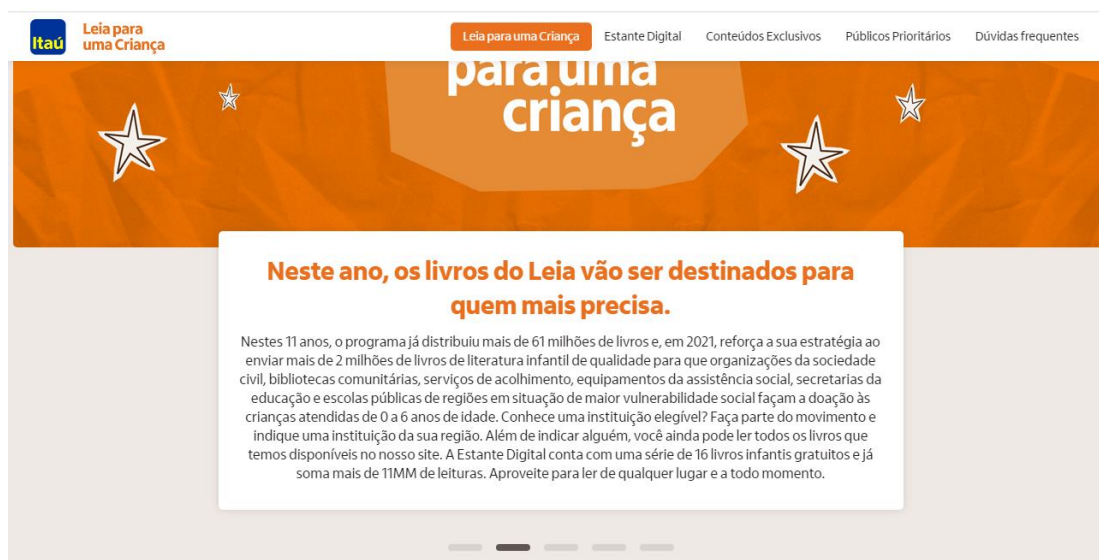 Itaú
Leia para
uma Criança
Leia para uma Criança
Estante Digital
Conteúdos Exclusivos
Públicos Prioritários
Dúvidas frequentes
para uma
criança
Neste ano, os livros do Leia vão ser destinados para
quem mais precisa.
Nestes 11 anos, o programa já distribuiu mais de 61 milhões de livros e, em 2021, reforça a sua estratégia ao
enviar mais de 2 milhões de livros de literatura infantil de qualidade para que organizações da sociedade
civil, bibliotecas comunitárias, serviços de acolhimento, equipamentos da assistência social, secretarias da
educação e escolas públicas de regiões em situação de maior vulnerabilidade social façam a doação às
crianças atendidas de 0 a 6 anos de idade. Conhece uma instituição elegível? Faça parte do movimento e
indique uma instituição da sua região. Além de indicar alguém, você ainda pode ler todos os livros que
temos disponíveis no nosso site. A Estante Digital conta com uma série de 16 livros infantis gratuitos e já
soma mais de 11MM de leituras. Aproveite para ler de qualquer lugar e a todo momento.